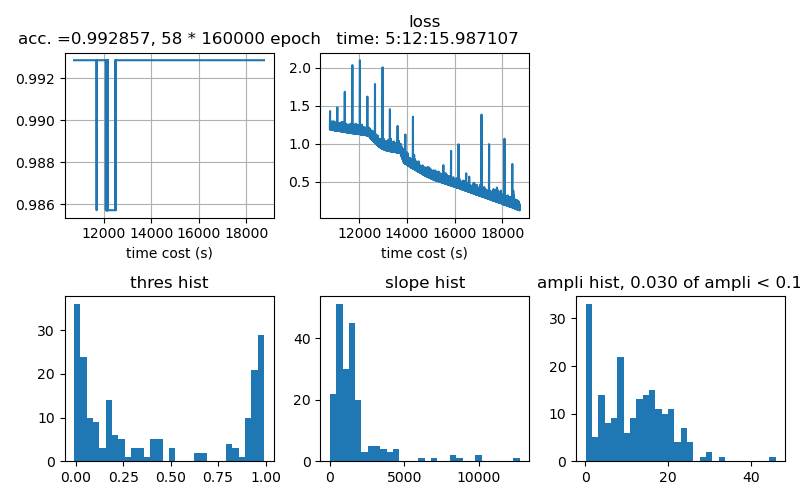 loss
acc. =0.992857, 58 * 160000 epoch time: 5:12:15.987107
0.992
0.990
0.988
0.986
12000 14000 16000 18000
time cost (s)
2.0
1.5
1.0
0.5
12000 14000 16000 18000
time cost (s)
thres hist
30
20
10
0
0.00 0.25 0.50 0.75 1.00
slope hist
40
20
0
0 5000 10000
ampli hist, 0.030 of ampli < 0.1
30
20
10
0
0 20 40